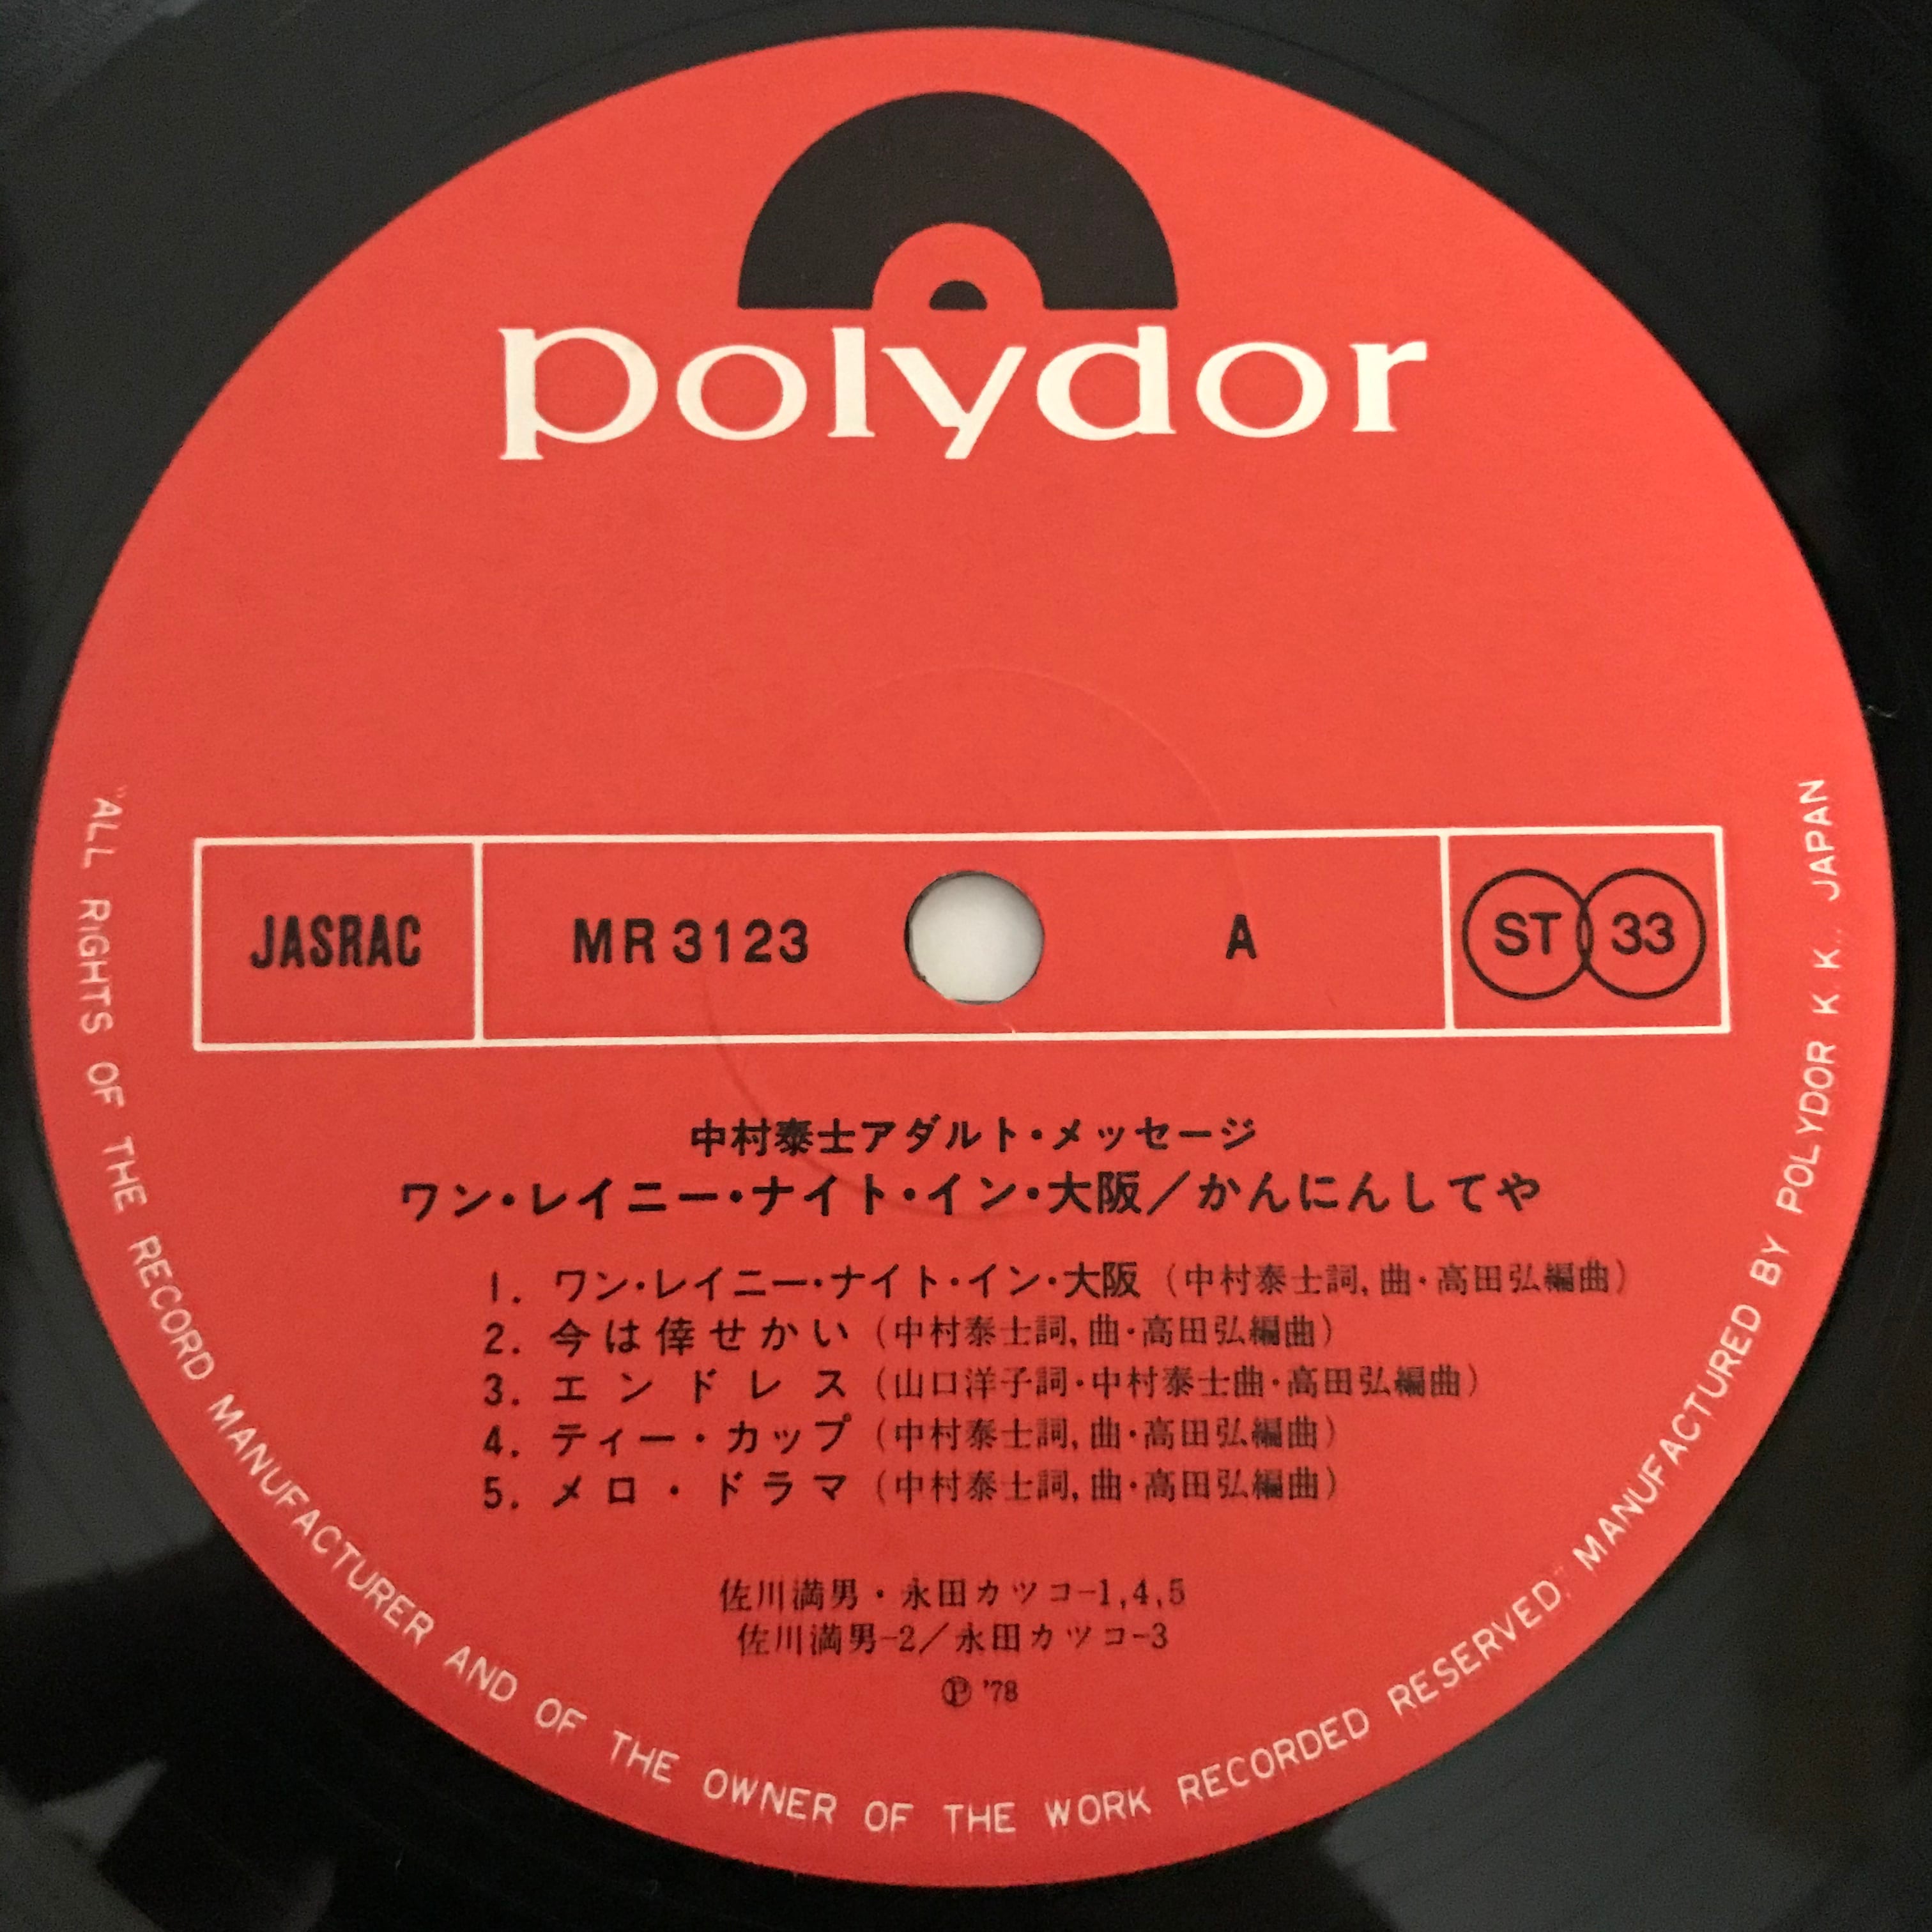 polydor
JASRAC MR 3123 A ST 33
中村泰士アダルト・メッセージ
ワン・レイニー・ナイト・イン・大阪／かんにんしてや
1. ワン・レイニー・ナイト・イン・大阪（中村泰士詞, 曲・高田弘編曲）
2. 今は倖せかい（中村泰士詞, 曲・高田弘編曲）
3. エンドレス（山口洋子詞・中村泰士曲・高田弘編曲）
4. ティー・カップ（中村泰士詞, 曲・高田弘編曲）
5. メロ・ドラマ（中村泰士詞, 曲・高田弘編曲）
佐川満男・永田カツコ-1,4,5
佐川満男-2／永田カツコ-3
Ⓟ '78
"ALL RIGHTS OF THE RECORD MANUFACTURER AND OF THE OWNER OF THE WORK RECORDED RESERVED." MANUFACTURED BY POLYDOR K. K., JAPAN